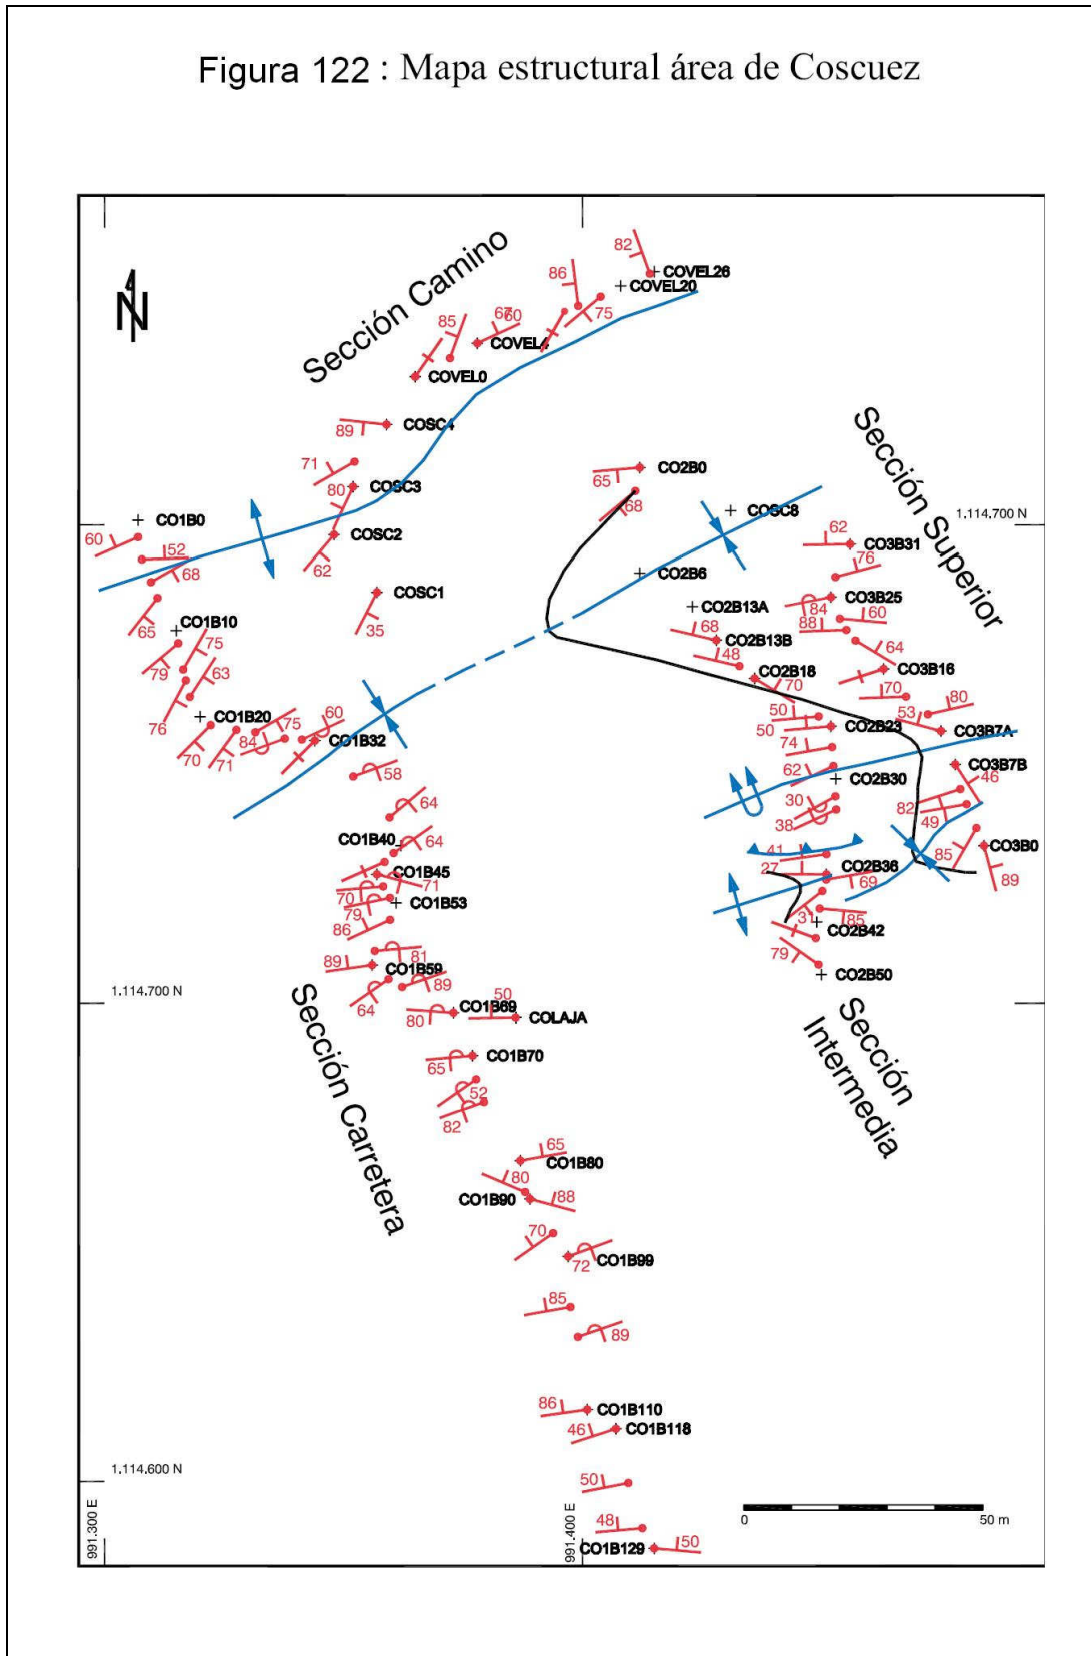 Figura 122 : Mapa estructural área de Coscuez
N
Sección Camino
82
COVEL26
86
COVEL20
75
67
60
85
COVEL4
COVEL0
COSC4
89
71
COSC3
80
COSC2
62
COSC1
35
CO1B0
60
52
68
65
CO1B10
79
75
63
76
CO1B20
70
71
84
75
60
CO1B32
58
64
CO1B40
64
CO1B45
71
70
79
CO1B53
86
81
89
CO1B59
89
64
50
CO1B69
80
COLAJA
CO1B70
65
52
82
65
CO1B80
80
CO1B90
88
70
CO1B99
72
85
89
86
CO1B110
46
CO1B118
50
48
CO1B129
50
Sección Carretera
CO2B0
65
68
COSC8
CO2B6
CO2B13A
68
CO2B13B
48
CO2B18
70
50
50
CO2B23
74
62
CO2B30
30
38
41
27
CO2B36
69
31
85
CO2B42
79
CO2B50
Sección
Intermedia
Sección Superior
1.114.700 N
62
CO3B31
76
CO3B25
84
60
88
64
CO3B16
70
80
53
CO3B7A
CO3B7B
46
82
49
85
CO3B0
89
1.114.700 N
1.114.600 N
991.300 E
991.400 E
0
50 m